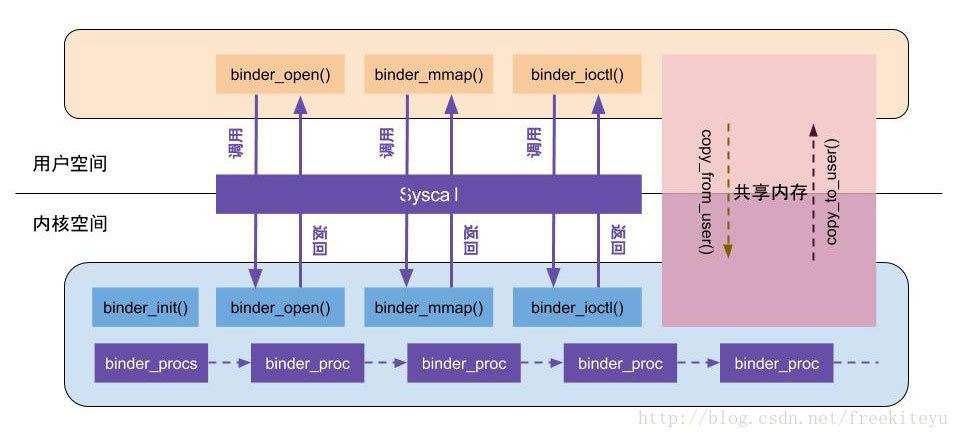 binder_open()
binder_mmap()
binder_ioctl()
调用
调用
调用
copy_from_user()
共享内存
copy_to_user()
用户空间
Sysca l
内核空间
返回
返回
返回
binder_init()
binder_open()
binder_mmap()
binder_ioctl()
binder_procs
binder_proc
binder_proc
binder_proc
binder_proc
http://blog.csdn.net/freekiteyu